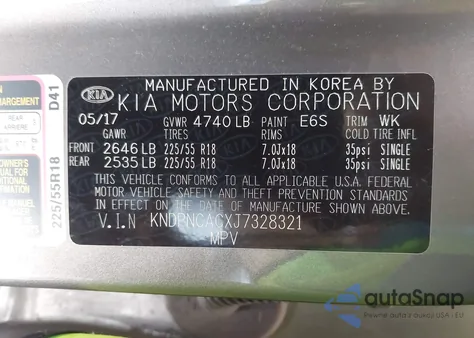 MANUFACTURED IN KOREA BY
KIA KIA MOTORS CORPORATION
05/17 GVWR 4740 LB PAINT E6S TRIM WK
GAWR TIRES RIMS COLD TIRE INFL
FRONT 2646 LB 225/55 R18 7.0Jx18 35psi SINGLE
REAR 2535 LB 225/55 R18 7.0Jx18 35psi SINGLE
THIS VEHICLE CONFORMS TO ALL APPLICABLE U.S.A. FEDERAL
MOTOR VEHICLE SAFETY, BUMPER AND THEFT PREVENTION STANDARDS
IN EFFECT ON THE DATE OF MANUFACTURE SHOWN ABOVE.
V.I.N KNDPNCACXJ7328321
MPV
D41
225/55R18
autoSnap